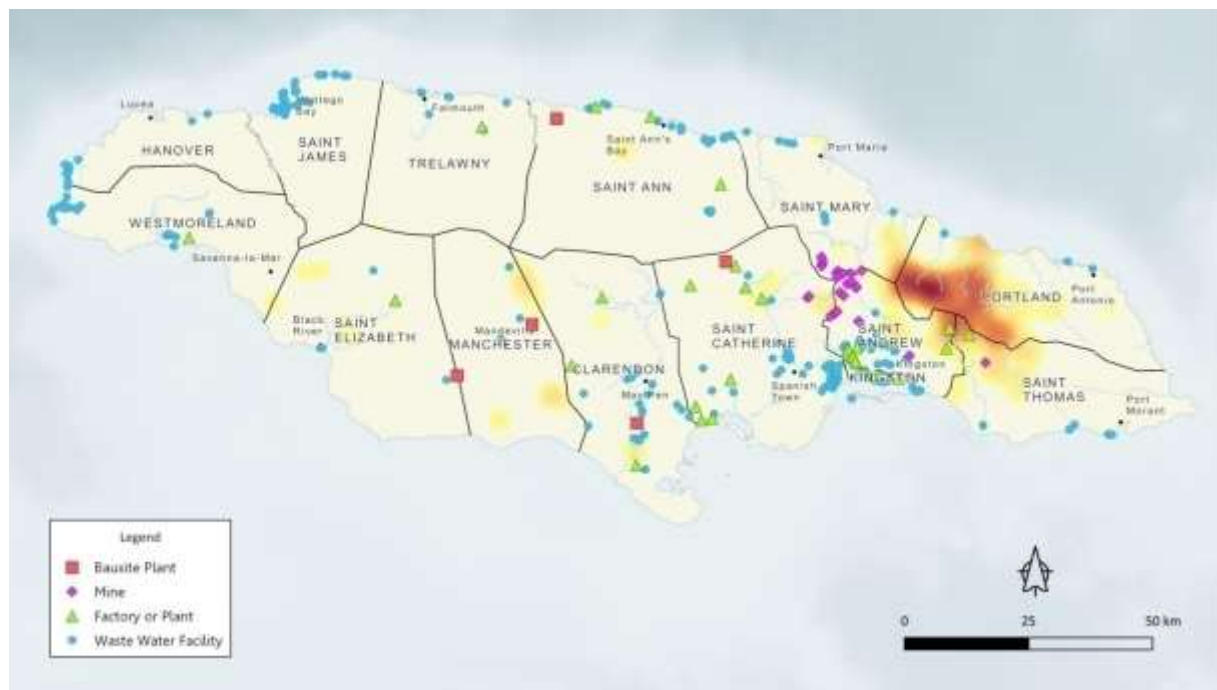 Lucea
Montego
Bay
Falmouth
HANOVER
SAINT
JAMES
TRELAWNY
Saint Ann's
Bay
Port Maria
SAINT ANN
SAINT MARY
WESTMORELAND
Savanna-la-Mar
PORTLAND
Port
Antonio
Black
River
SAINT
ELIZABETH
Mandeville
MANCHESTER
CLARENDON
May Pen
SAINT
CATHERINE
Spanish
Town
SAINT
ANDREW
Kingston
KINGSTON
SAINT
THOMAS
Port
Morant
Legend
Bauxite Plant
Mine
Factory or Plant
Waste Water Facility
0 25 50 km